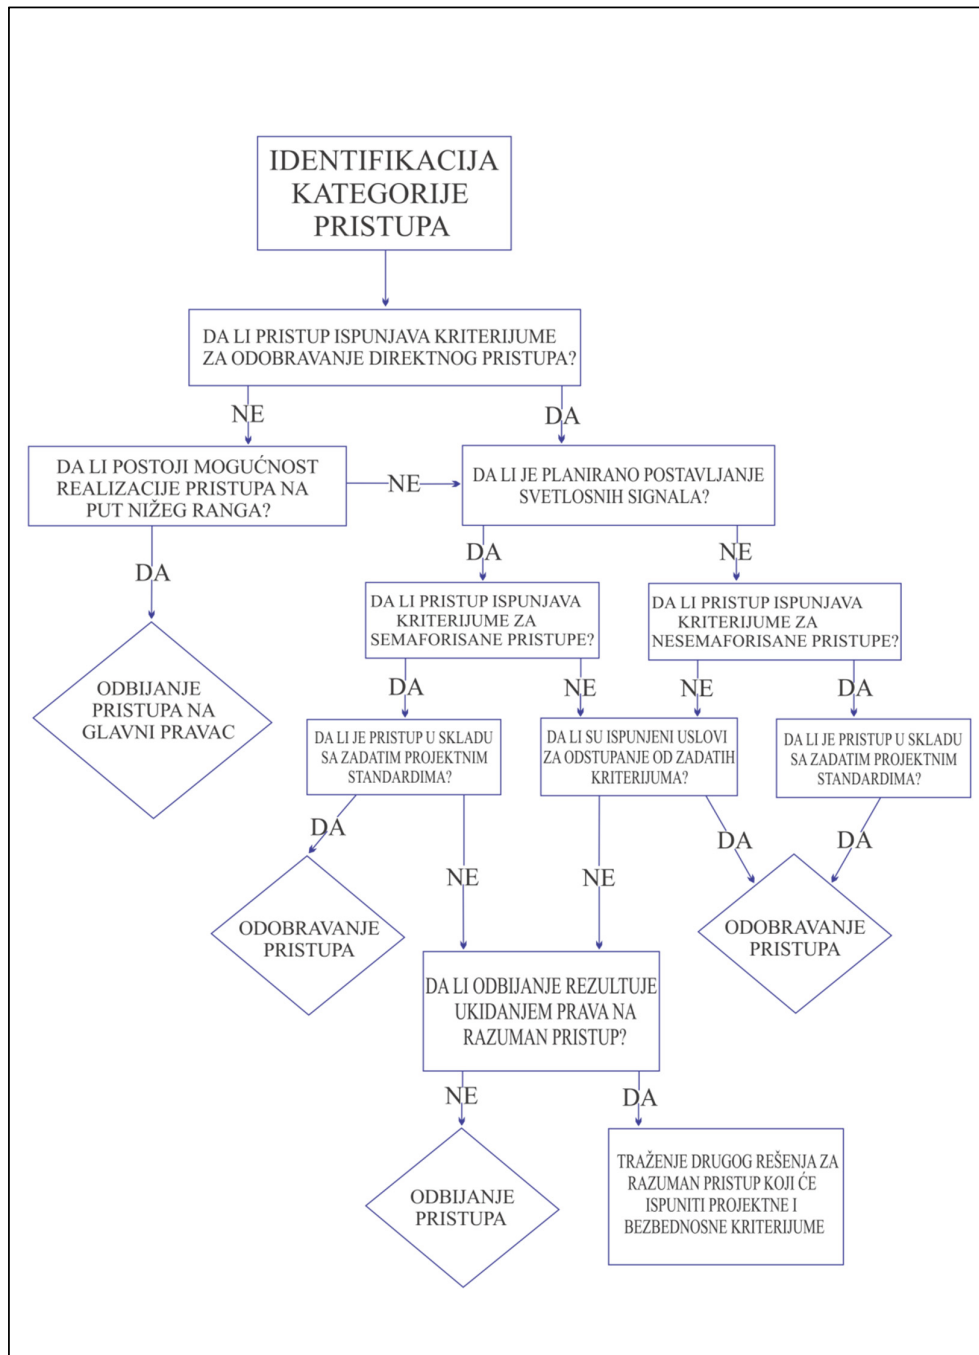 IDENTIFIKACIJA
KATEGORIJE
PRISTUPA
DA LI PRISTUP ISPUNJAVA KRITERIJUME
ZA ODOBRAVANJE DIREKTNOG PRISTUPA?
NE
DA
DA LI POSTOJI MOGUĆNOST
REALIZACIJE PRISTUPA NA
PUT NIŽEG RANGA?
NE
DA LI JE PLANIRANO POSTAVLJANJE
SVETLOSNIH SIGNALA?
DA
DA
NE
DA LI PRISTUP ISPUNJAVA
KRITERIJUME ZA
SEMAFORISANE PRISTUPE?
DA LI PRISTUP ISPUNJAVA
KRITERIJUME ZA
NESEMAFORISANE PRISTUPE?
ODBIJANJE
PRISTUPA NA
GLAVNI PRAVAC
DA
NE
NE
DA
DA LI JE PRISTUP U SKLADU
SA ZADATIM PROJEKTNIM
STANDARDIMA?
DA LI SU ISPUNJENI USLOVI
ZA ODSTUPANJE OD ZADATIH
KRITERIJUMA?
DA LI JE PRISTUP U SKLADU
SA ZADATIM PROJEKTNIM
STANDARDIMA?
DA
NE
NE
DA
DA
ODOBRAVANJE
PRISTUPA
ODOBRAVANJE
PRISTUPA
DA LI ODBIJANJE REZULTUJE
UKIDANJEM PRAVA NA
RAZUMAN PRISTUP?
NE
DA
ODBIJANJE
PRISTUPA
TRAŽENJE DRUGOG REŠENJA ZA
RAZUMAN PRISTUP KOJI ĆE
ISPUNITI PROJEKTNE I
BEZBEDNOSNE KRITERIJUME